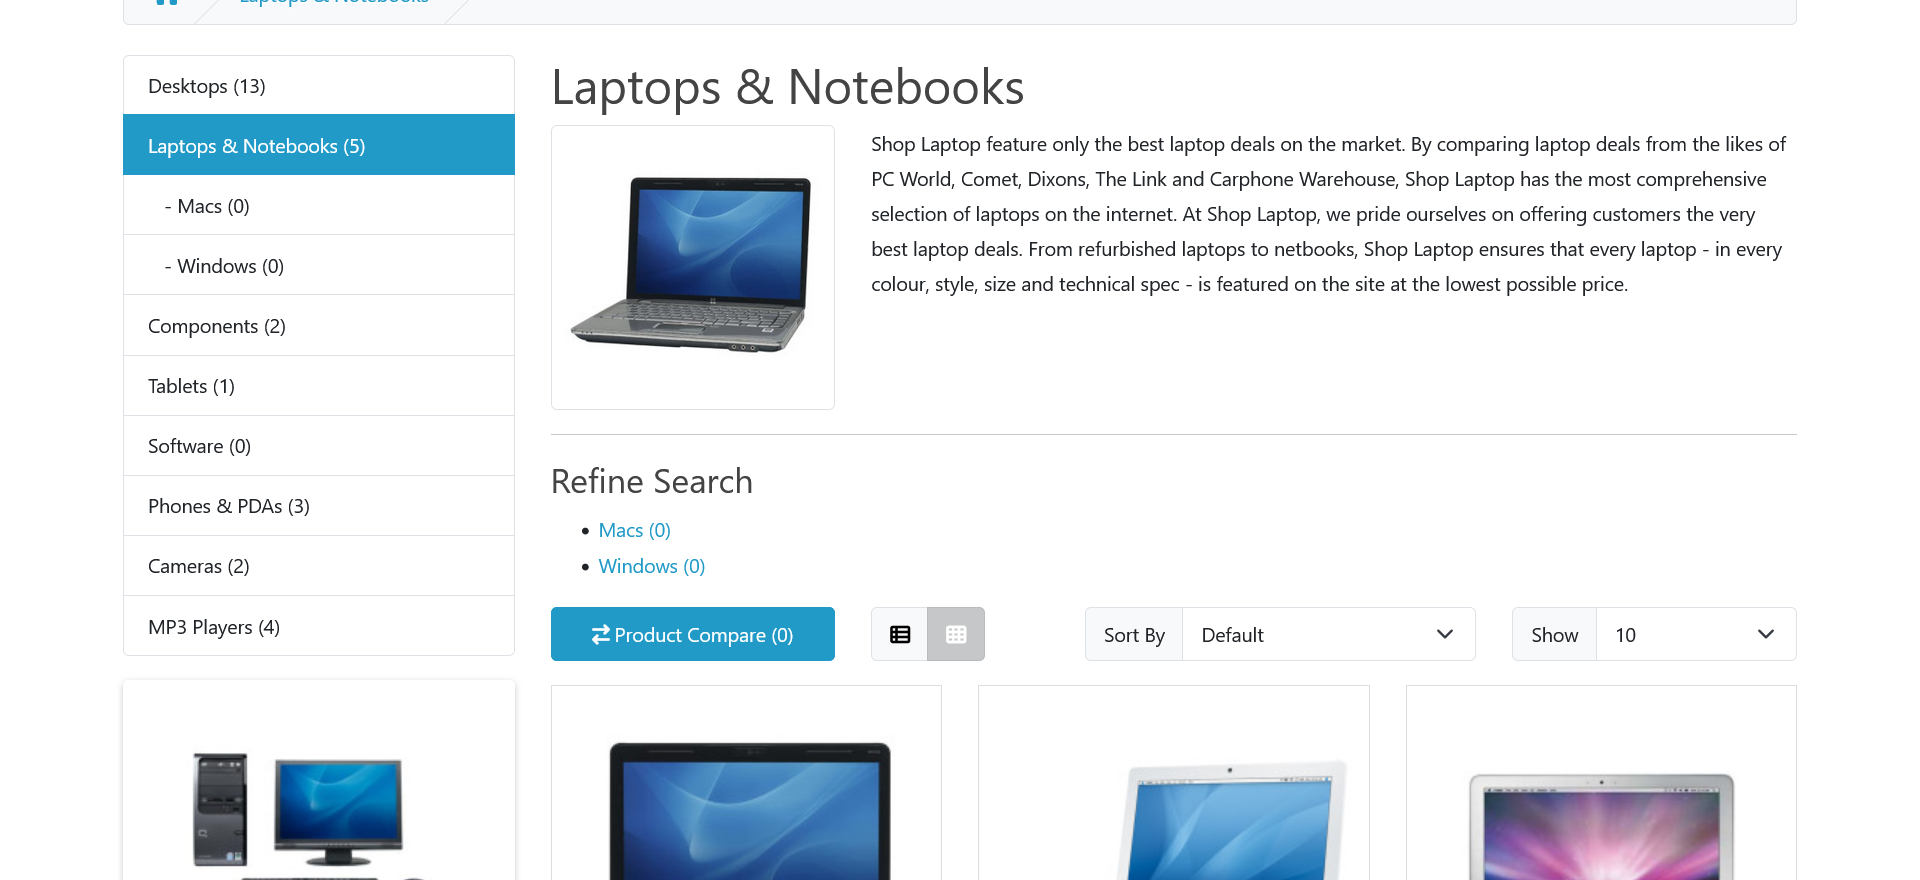 Laptops & Notebooks
Desktops (13)
Laptops & Notebooks (5)
- Macs (0)
- Windows (0)
Components (2)
Tablets (1)
Software (0)
Phones & PDAs (3)
Cameras (2)
MP3 Players (4)
Laptops & Notebooks
Shop Laptop feature only the best laptop deals on the market. By comparing laptop deals from the likes of
PC World, Comet, Dixons, The Link and Carphone Warehouse, Shop Laptop has the most comprehensive
selection of laptops on the internet. At Shop Laptop, we pride ourselves on offering customers the very
best laptop deals. From refurbished laptops to netbooks, Shop Laptop ensures that every laptop - in every
colour, style, size and technical spec - is featured on the site at the lowest possible price.
Refine Search
Macs (0)
Windows (0)
Product Compare (0)
Sort By
Default
Show
10